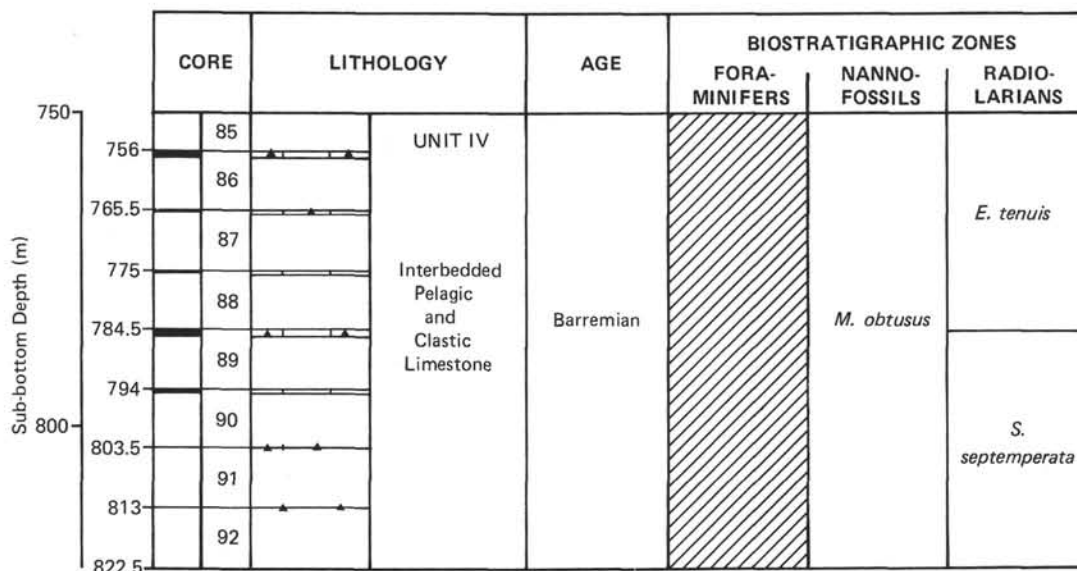 CORE
LITHOLOGY
AGE
BIOSTRATIGRAPHIC ZONES
FORA-
MINIFERS
NANNO-
FOSSILS
RADIO-
LARIANS
Sub-bottom Depth (m)
750
800
756
765.5
775
784.5
794
803.5
813
822.5
85
86
87
88
89
90
91
92
UNIT IV
Interbedded
Pelagic
and
Clastic
Limestone
Barremian
M. obtusus
E. tenuis
S.
septemperata